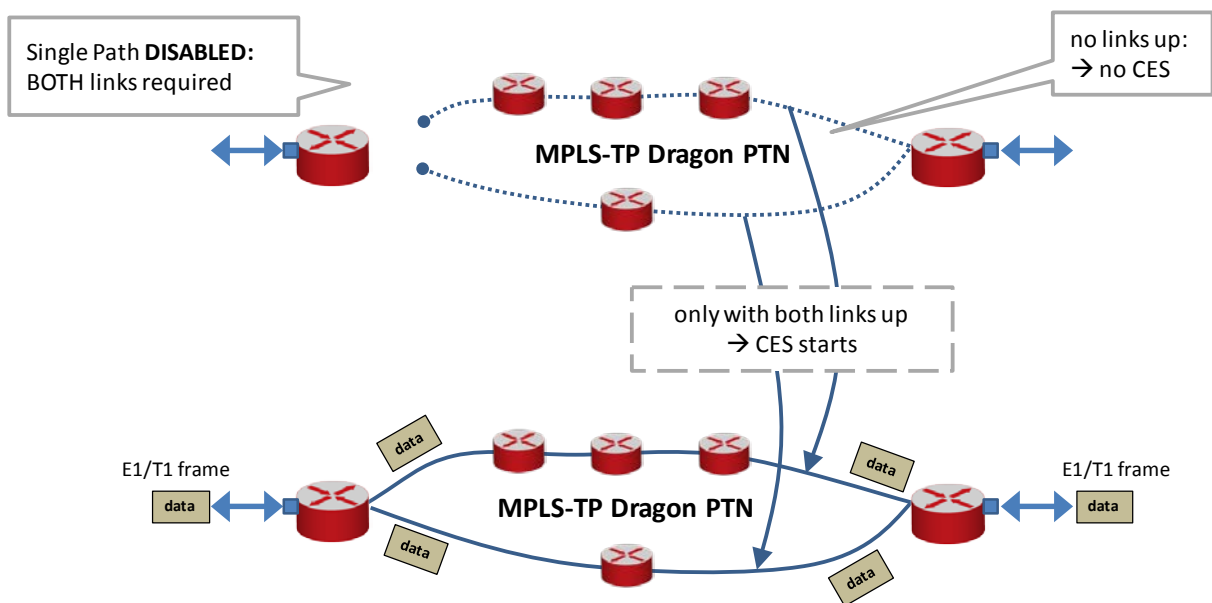 Single Path DISABLED:
BOTH links required
no links up:
→ no CES
MPLS-TP Dragon PTN
only with both links up
→ CES starts
data
data
E1/T1 frame
data
E1/T1 frame
data
MPLS-TP Dragon PTN
data
data